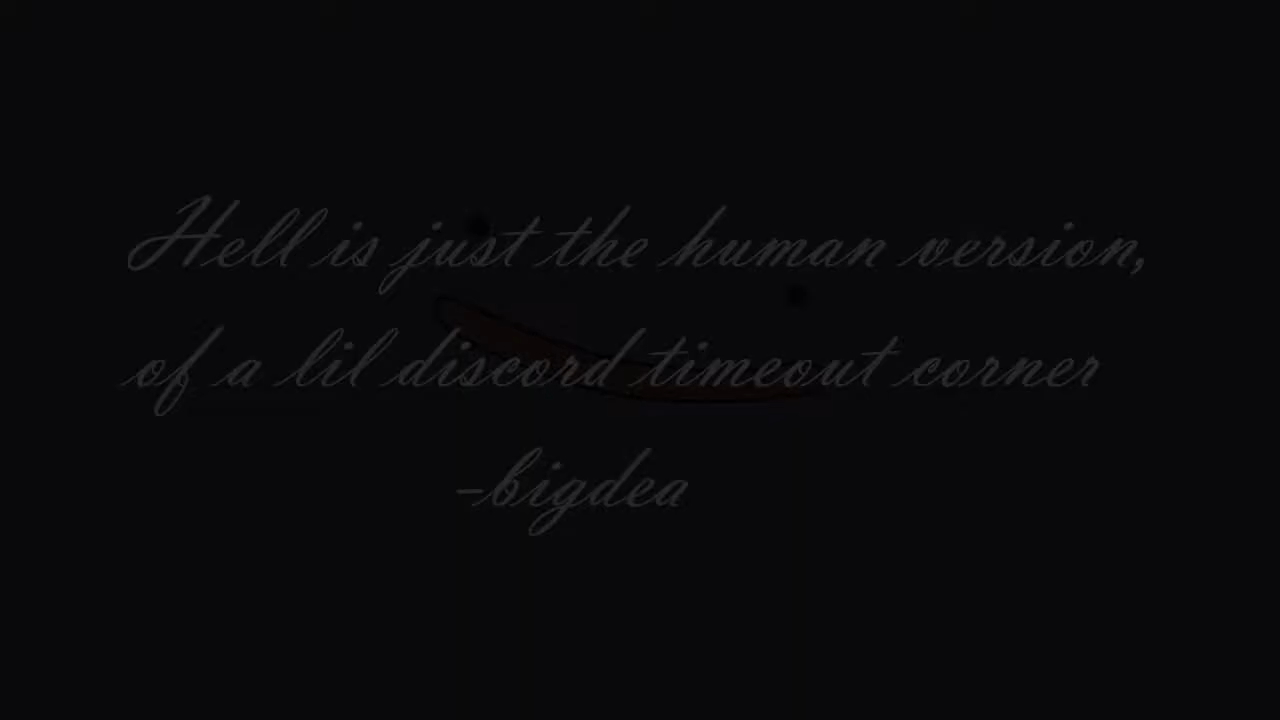 Hell is just the human version,
of a lil discord timeout corner
-bigdea